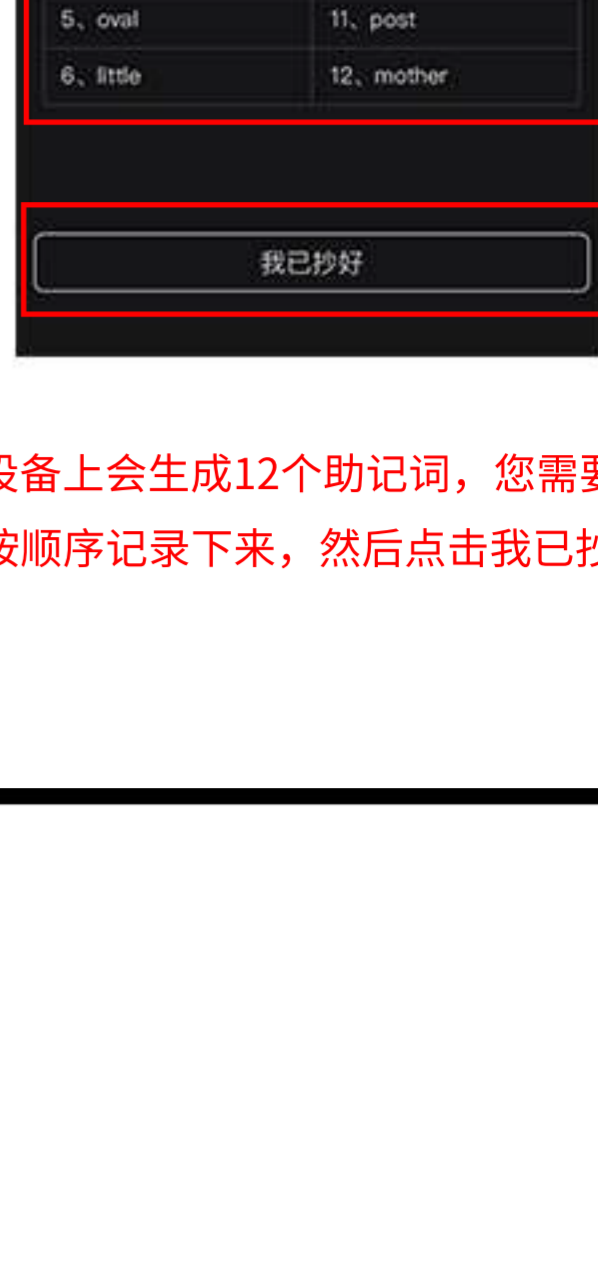 5、oval
11、post
6、little
12、mother
我已抄好
设备上会生成12个助记词，您需要
按顺序记录下来，然后点击我已抄